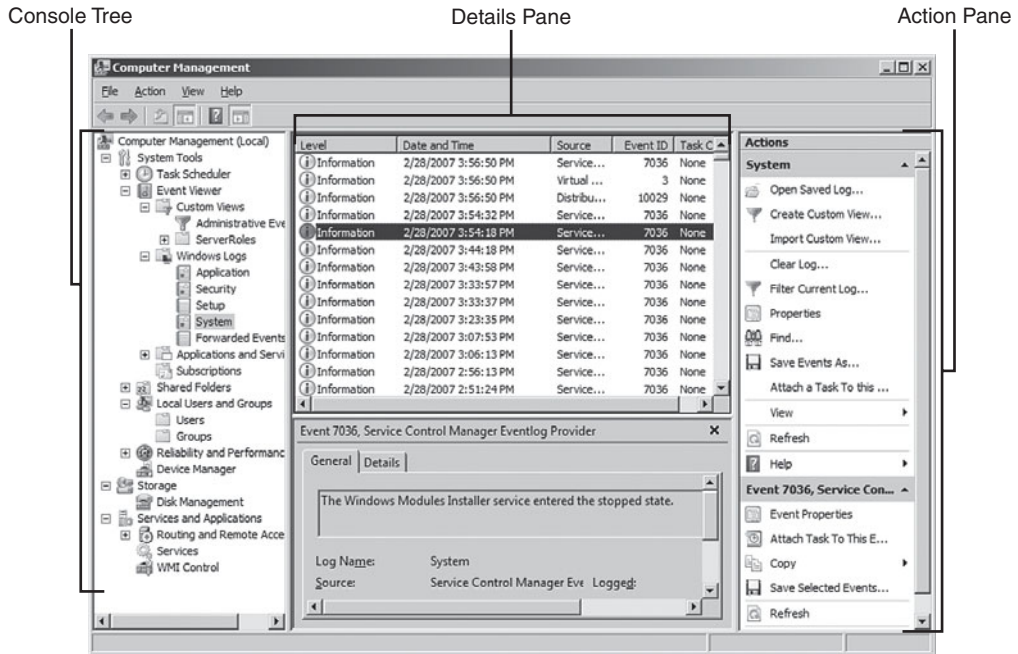 Console Tree
Details Pane
Action Pane
Computer Management
File Action View Help
Computer Management (Local)
System Tools
Task Scheduler
Event Viewer
Custom Views
Administrative Eve
ServerRoles
Windows Logs
Application
Security
Setup
System
Forwarded Events
Applications and Servi
Subscriptions
Shared Folders
Local Users and Groups
Users
Groups
Reliability and Performanc
Device Manager
Storage
Disk Management
Services and Applications
Routing and Remote Acce
Services
WMI Control
Level Date and Time Source Event ID Task C
Information 2/28/2007 3:56:50 PM Service... 7036 None
Information 2/28/2007 3:56:50 PM Virtual ... 3 None
Information 2/28/2007 3:56:50 PM Distribu... 10029 None
Information 2/28/2007 3:54:32 PM Service... 7036 None
Information 2/28/2007 3:54:18 PM Service... 7036 None
Information 2/28/2007 3:44:18 PM Service... 7036 None
Information 2/28/2007 3:43:58 PM Service... 7036 None
Information 2/28/2007 3:33:57 PM Service... 7036 None
Information 2/28/2007 3:33:37 PM Service... 7036 None
Information 2/28/2007 3:23:35 PM Service... 7036 None
Information 2/28/2007 3:07:53 PM Service... 7036 None
Information 2/28/2007 3:06:13 PM Service... 7036 None
Information 2/28/2007 2:56:13 PM Service... 7036 None
Information 2/28/2007 2:51:24 PM Service... 7036 None
Event 7036, Service Control Manager Eventlog Provider
General Details
The Windows Modules Installer service entered the stopped state.
Log Name: System
Source: Service Control Manager Eve Logged:
Actions
System
Open Saved Log...
Create Custom View...
Import Custom View...
Clear Log...
Filter Current Log...
Properties
Find...
Save Events As...
Attach a Task To this ...
View
Refresh
Help
Event 7036, Service Con...
Event Properties
Attach Task To This E...
Copy
Save Selected Events...
Refresh